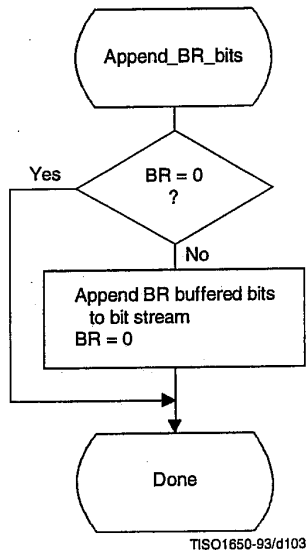 Append_BR_bits
BR = 0
?
Yes
No
Append BR buffered bits
to bit stream
BR = 0
Done
TISO1650-93/d103